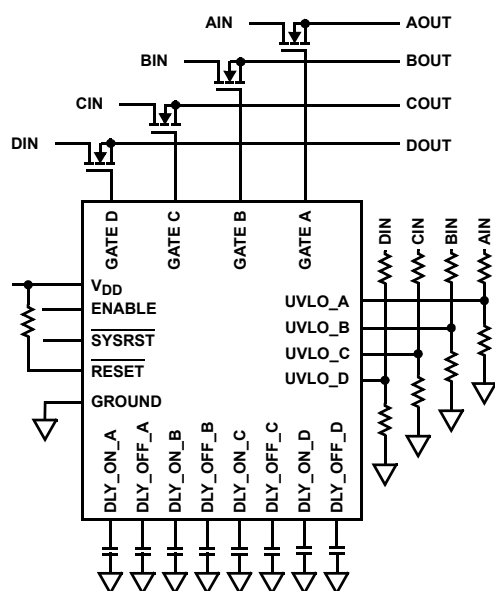 AIN AOUT
BIN BOUT
CIN COUT
DIN DOUT
GATE D
GATE C
GATE B
GATE A
DIN
CIN
BIN
AIN
VDD
ENABLE
SYSRST
RESET
GROUND
UVLO_A
UVLO_B
UVLO_C
UVLO_D
DLY_ON_A
DLY_OFF_A
DLY_ON_B
DLY_OFF_B
DLY_ON_C
DLY_OFF_C
DLY_ON_D
DLY_OFF_D